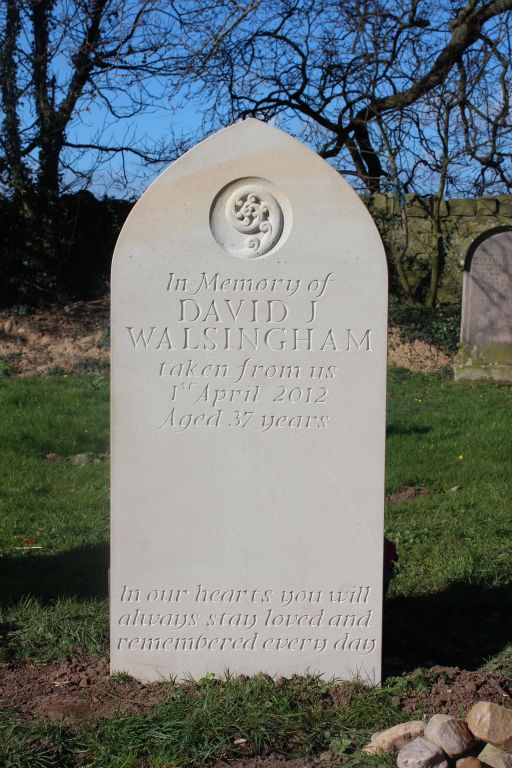 In Memory of
DAVID J
WALSINGHAM
taken from us
1st April 2012
Aged 37 years
In our hearts you will
always stay loved and
remembered every day